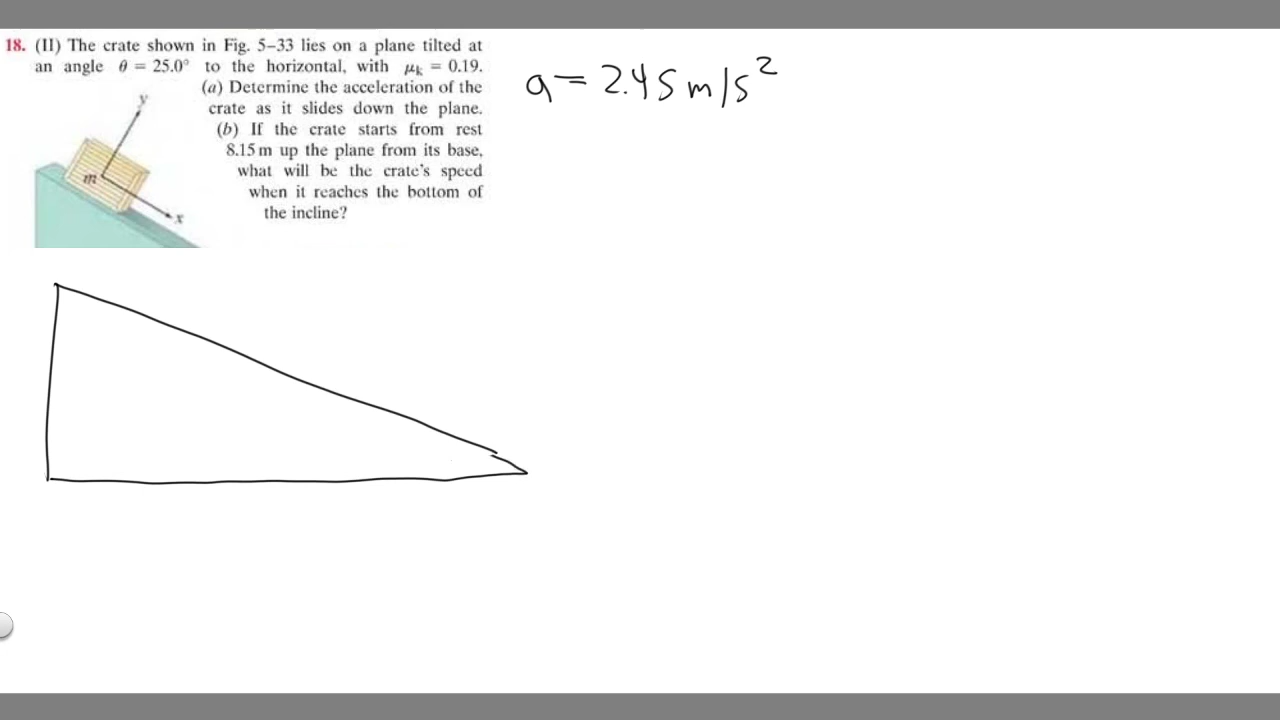 18. (II) The crate shown in Fig. 5–33 lies on a plane tilted at
an angle θ = 25.0° to the horizontal, with μk = 0.19.
(a) Determine the acceleration of the
crate as it slides down the plane.
(b) If the crate starts from rest
8.15 m up the plane from its base,
what will be the crate's speed
when it reaches the bottom of
the incline?
y
m
x
a = 2.45 m/s²